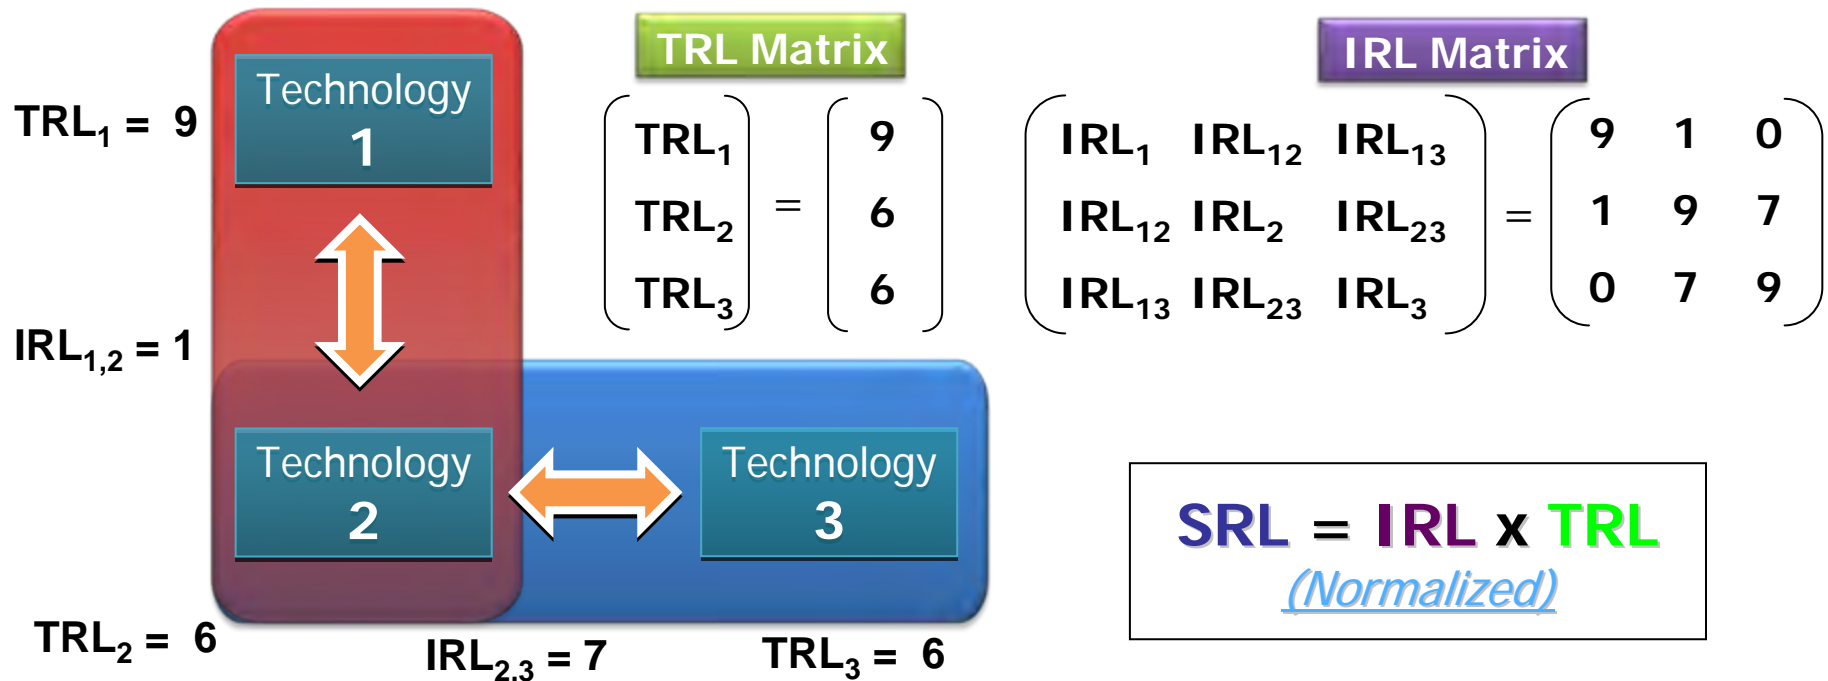 TRL Matrix
IRL Matrix
Technology
1
TRL1 = 9
TRL1 = 9
TRL2 6
TRL3 6
IRL1 IRL12 IRL13 = 9 1 0
IRL12 IRL2 IRL23 1 9 7
IRL13 IRL23 IRL3 0 7 9
IRL1,2 = 1
Technology
2
Technology
3
TRL2 = 6
IRL2,3 = 7
TRL3 = 6
SRL = IRL x TRL
(Normalized)